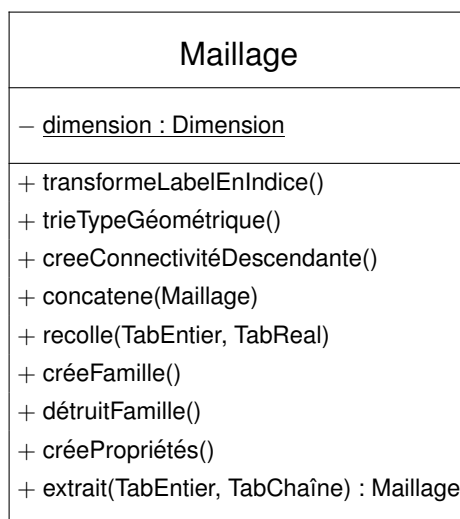 Maillage
− dimension : Dimension
+ transformeLabelEnIndice()
+ trieTypeGéométrique()
+ creeConnectivitéDescendante()
+ concatene(Maillage)
+ recolle(TabEntier, TabReal)
+ créeFamille()
+ détruitFamille()
+ créePropriétés()
+ extrait(TabEntier, TabChaîne) : Maillage